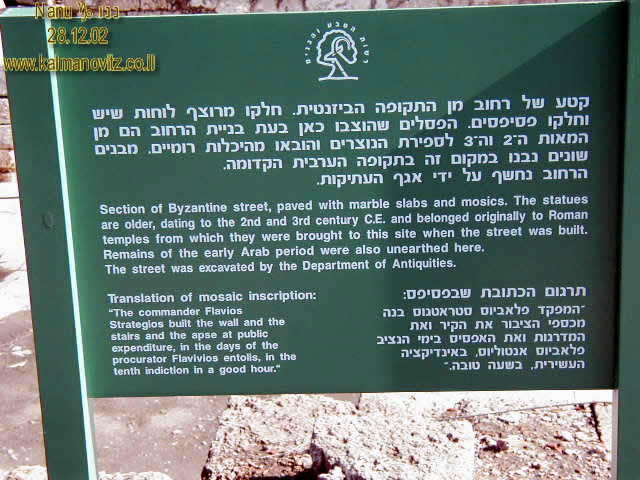 Nanu נ"צ נננו
28.12.02
www.kalmanovitz.co.il
רשות הטבע והגנים
קטע של רחוב מן התקופה הביזנטית. חלקו מרוצף לוחות שיש
וחלקו פסיפסים. הפסלים שהוצבו כאן בעת בניית הרחוב הם מן
המאות ה־2 וה־3 לספירת הנוצרים והובאו מהיכלות רומיים. מבנים
שונים נבנו במקום זה בתקופה הערבית הקדומה.
הרחוב נחשף על ידי אגף העתיקות.
Section of Byzantine street, paved with marble slabs and mosics. The statues
are older, dating to the 2nd and 3rd century C.E. and belonged originally to Roman
temples from which they were brought to this site when the street was built.
Remains of the early Arab period were also unearthed here.
The street was excavated by the Department of Antiquities.
Translation of mosaic inscription:
"The commander Flavios
Strategios built the wall and the
stairs and the apse at public
expenditure, in the days of the
procurator Flavivios entolis, in the
tenth indiction in a good hour."
תרגום הכתובת שבפסיפס:
"המפקד פלאביוס סטראטגוס בנה
מכספי הציבור את הקיר ואת
המדרגות ואת האפסיס בימי הנציב
פלאביוס אנטוליוס, באינדיקציה
העשירית, בשעה טובה."